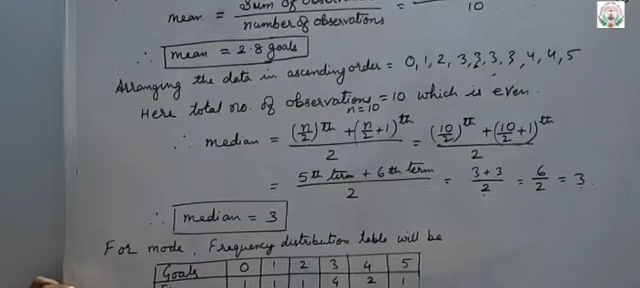 mean = Sum of observations / number of observations = / 10
∴ mean = 2.8 goals
Arranging the data in ascending order = 0, 1, 2, 3, 3, 3, 3, 4, 4, 5
Here total no. of observations = 10 which is even.
n = 10
∴ median = (n/2)th + (n/2 + 1)th / 2 = (10/2)th + (10/2 + 1)th / 2
= 5th term + 6th term / 2 = 3+3 / 2 = 6/2 = 3.
∴ median = 3
For mode, Frequency distribution table will be
Goals 0 1 2 3 4 5
1 1 1 4 2 1